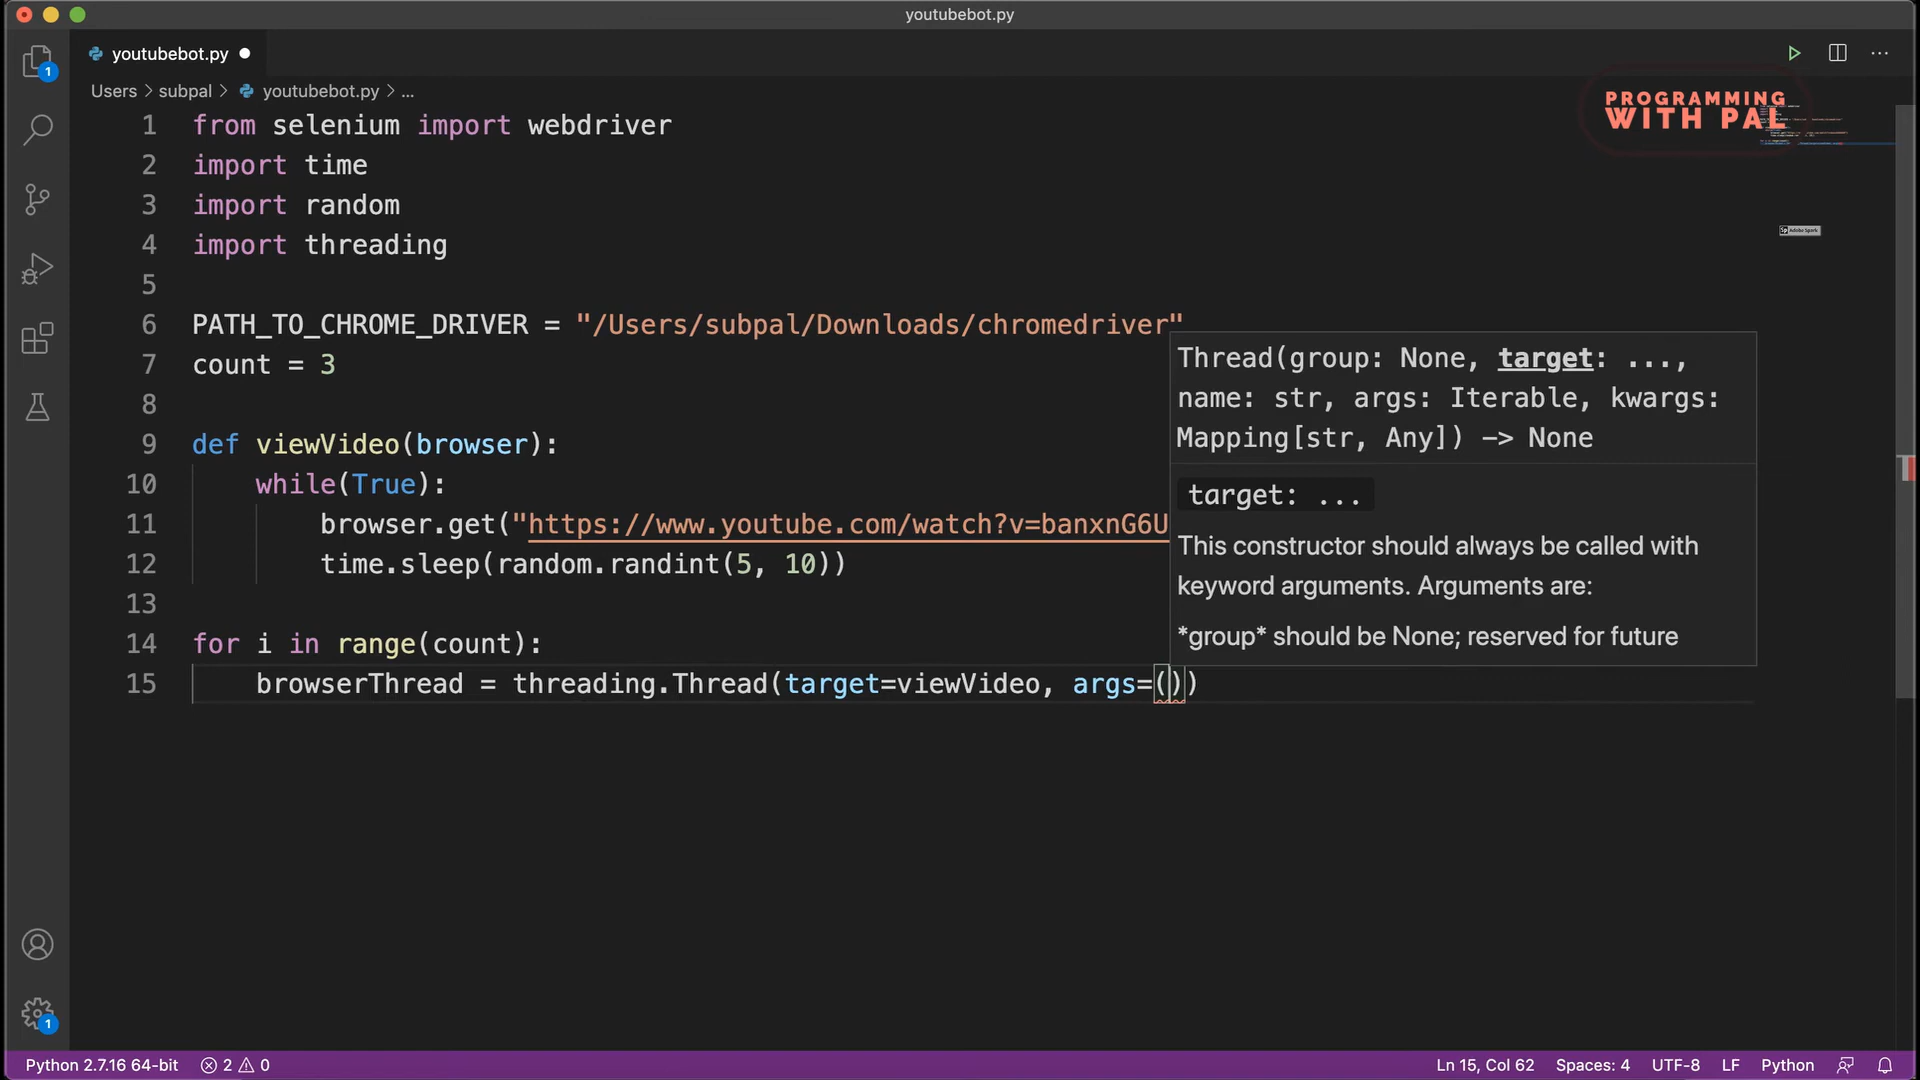 youtubebot.py
youtubebot.py
1
Users > subpal > youtubebot.py > ...
PROGRAMMING
WITH PAL
Adobe Spark
1 from selenium import webdriver
2 import time
3 import random
4 import threading
5
6 PATH_TO_CHROME_DRIVER = "/Users/subpal/Downloads/chromedriver"
7 count = 3
8
9 def viewVideo(browser):
10 while(True):
11 browser.get("https://www.youtube.com/watch?v=banxnG6U
12 time.sleep(random.randint(5, 10))
13
14 for i in range(count):
15 browserThread = threading.Thread(target=viewVideo, args=())
Thread(group: None, target: ...,
name: str, args: Iterable, kwargs:
Mapping[str, Any]) -> None
target: ...
This constructor should always be called with
keyword arguments. Arguments are:
*group* should be None; reserved for future
1
Python 2.7.16 64-bit 2 0 Ln 15, Col 62 Spaces: 4 UTF-8 LF Python